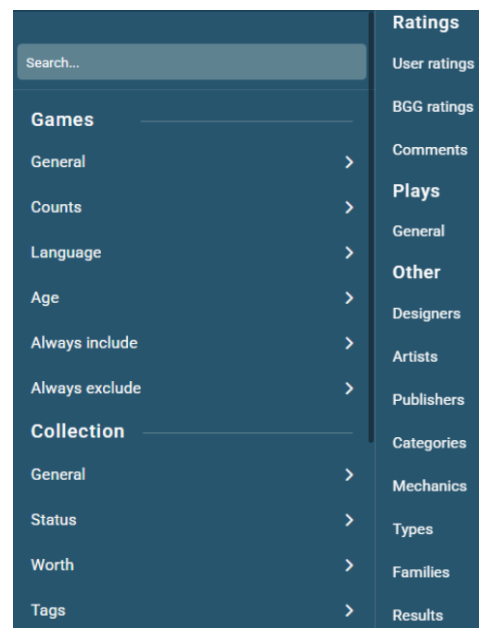 Search...
Games
General
Counts
Language
Age
Always include
Always exclude
Collection
General
Status
Worth
Tags
Ratings
User ratings
BGG ratings
Comments
Plays
General
Other
Designers
Artists
Publishers
Categories
Mechanics
Types
Families
Results